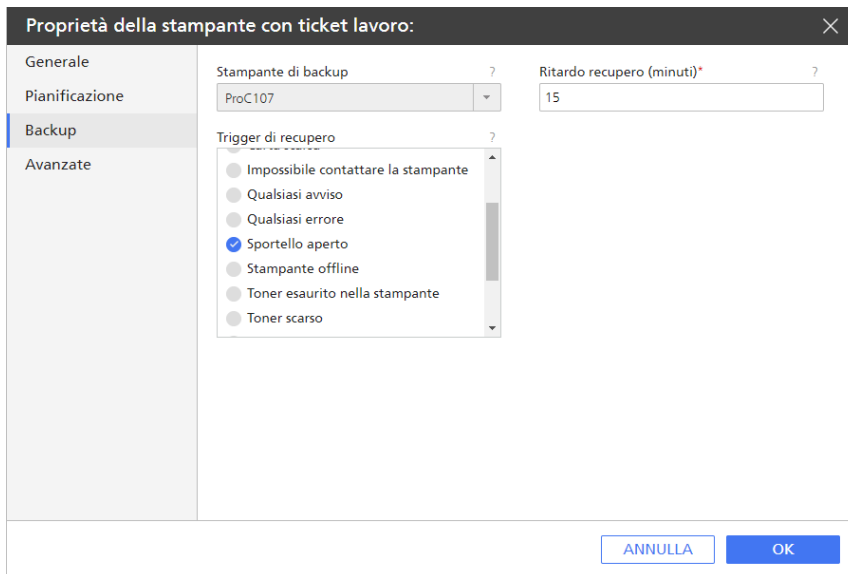 Proprietà della stampante con ticket lavoro:
Generale
Pianificazione
Backup
Avanzate
Stampante di backup ?
ProC107
Ritardo recupero (minuti)* ?
15
Trigger di recupero ?
Impossibile contattare la stampante
Qualsiasi avviso
Qualsiasi errore
Sportello aperto
Stampante offline
Toner esaurito nella stampante
Toner scarso
ANNULLA
OK